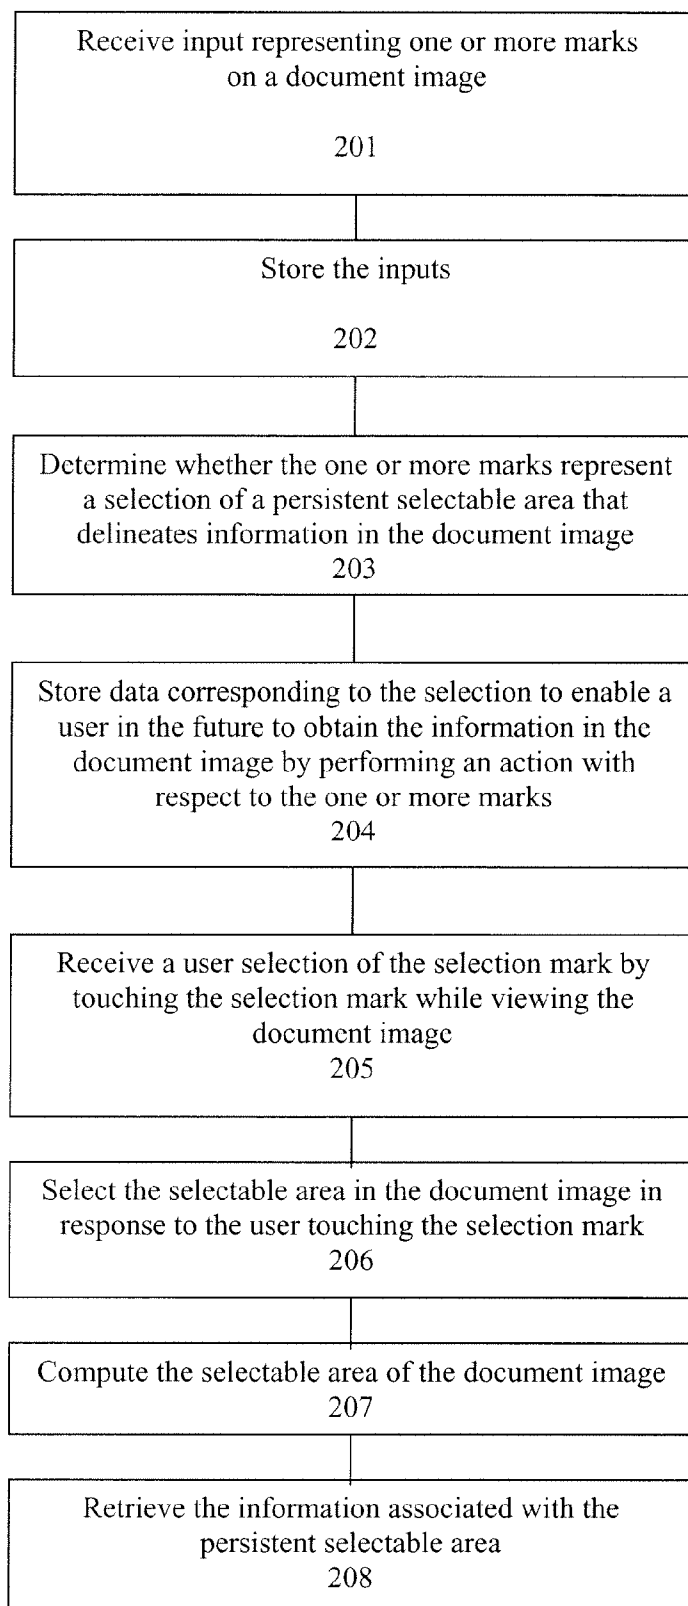 Receive input representing one or more marks
on a document image
201
Store the inputs
202
Determine whether the one or more marks represent
a selection of a persistent selectable area that
delineates information in the document image
203
Store data corresponding to the selection to enable a
user in the future to obtain the information in the
document image by performing an action with
respect to the one or more marks
204
Receive a user selection of the selection mark by
touching the selection mark while viewing the
document image
205
Select the selectable area in the document image in
response to the user touching the selection mark
206
Compute the selectable area of the document image
207
Retrieve the information associated with the
persistent selectable area
208